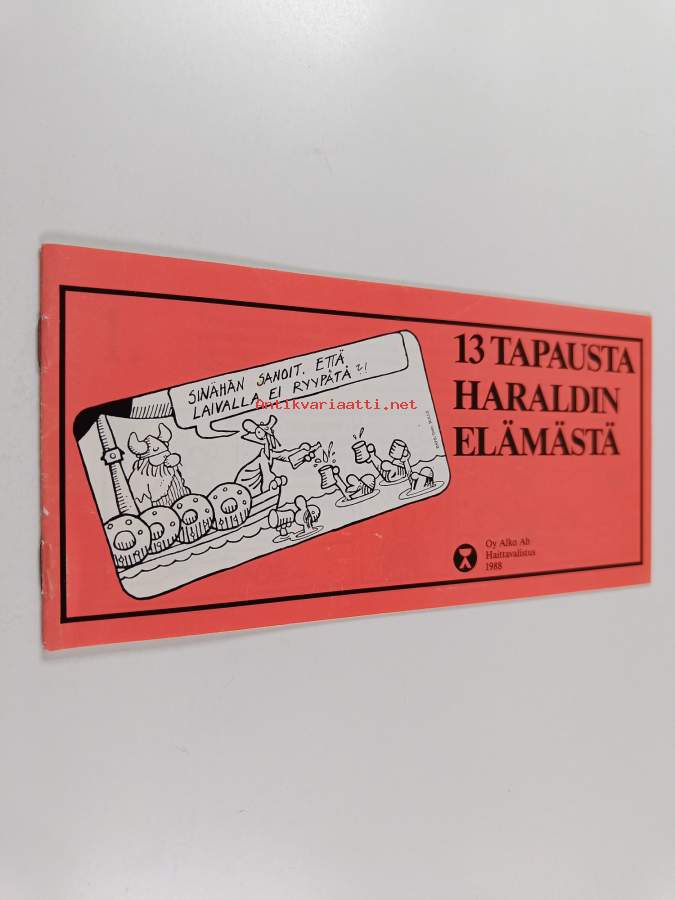 SINÄHÄN SANOIT, ETTÄ
LAIVALLA EI RYYPÄTÄ ?!
Antikvariaatti.net
13 TAPAUSTA
HARALDIN
ELÄMÄSTÄ
Oy Alko Ab
Haittavalistus
1988